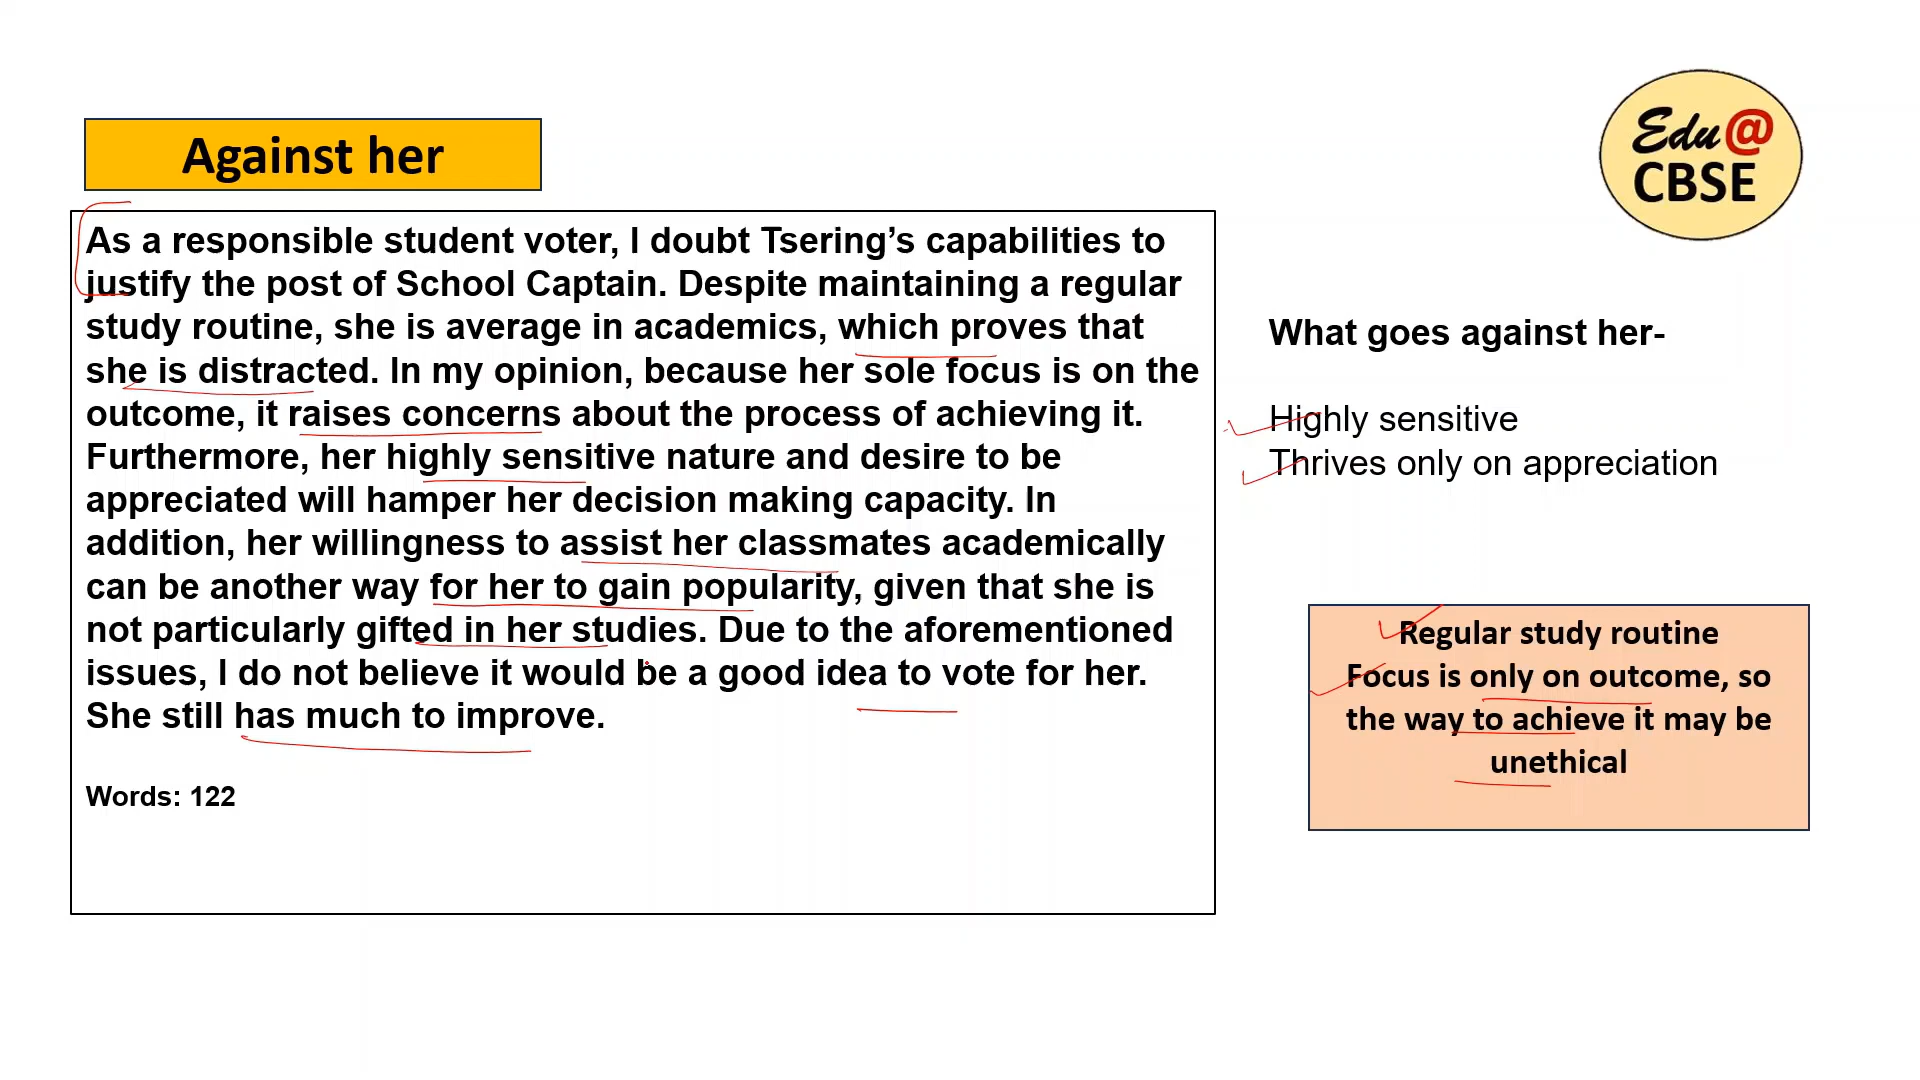 Against her
Edu@
CBSE
As a responsible student voter, I doubt Tsering’s capabilities to
justify the post of School Captain. Despite maintaining a regular
study routine, she is average in academics, which proves that
she is distracted. In my opinion, because her sole focus is on the
outcome, it raises concerns about the process of achieving it.
Furthermore, her highly sensitive nature and desire to be
appreciated will hamper her decision making capacity. In
addition, her willingness to assist her classmates academically
can be another way for her to gain popularity, given that she is
not particularly gifted in her studies. Due to the aforementioned
issues, I do not believe it would be a good idea to vote for her.
She still has much to improve.
Words: 122
What goes against her-
Highly sensitive
Thrives only on appreciation
Regular study routine
Focus is only on outcome, so
the way to achieve it may be
unethical